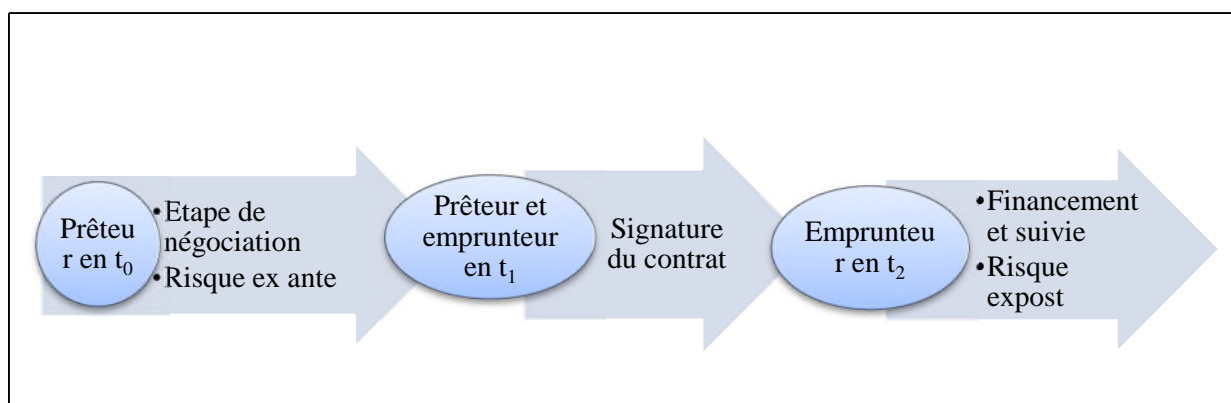 Prêteu
r en t₀
•Etape de
négociation
•Risque ex ante
Prêteur et
emprunteur
en t₁
Signature
du contrat
Emprunteu
r en t₂
•Financement
et suivie
•Risque
expost